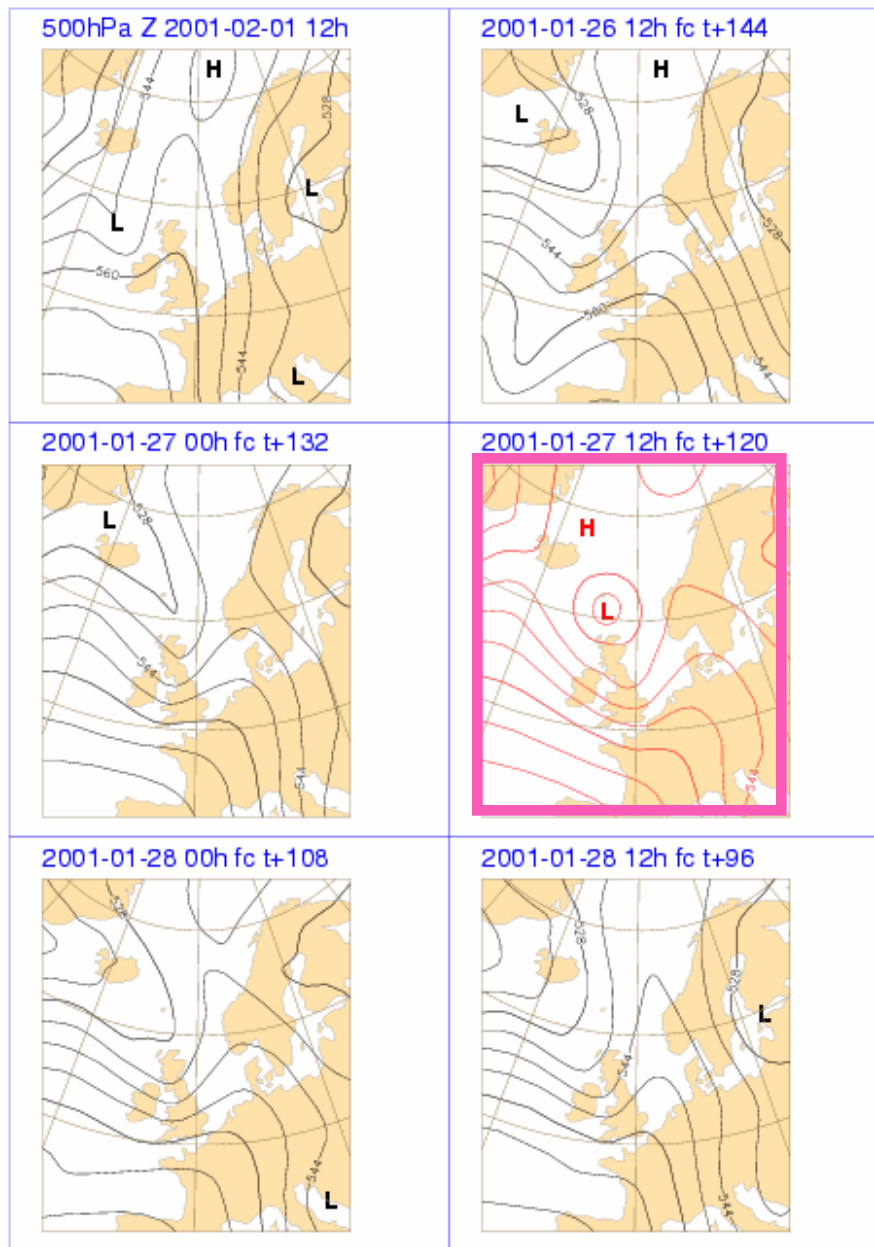 500hPa Z 2001-02-01 12h
H
544
528
L
L
560
544
L
2001-01-26 12h fc t+144
H
528
L
544
528
560
544
2001-01-27 00h fc t+132
L
528
544
544
2001-01-27 12h fc t+120
H
L
544
2001-01-28 00h fc t+108
528
544
L
2001-01-28 12h fc t+96
528
528
L
544
544